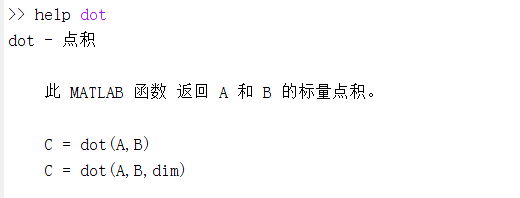 >> help dot
dot - 点积
此 MATLAB 函数 返回 A 和 B 的标量点积。
C = dot(A,B)
C = dot(A,B,dim)